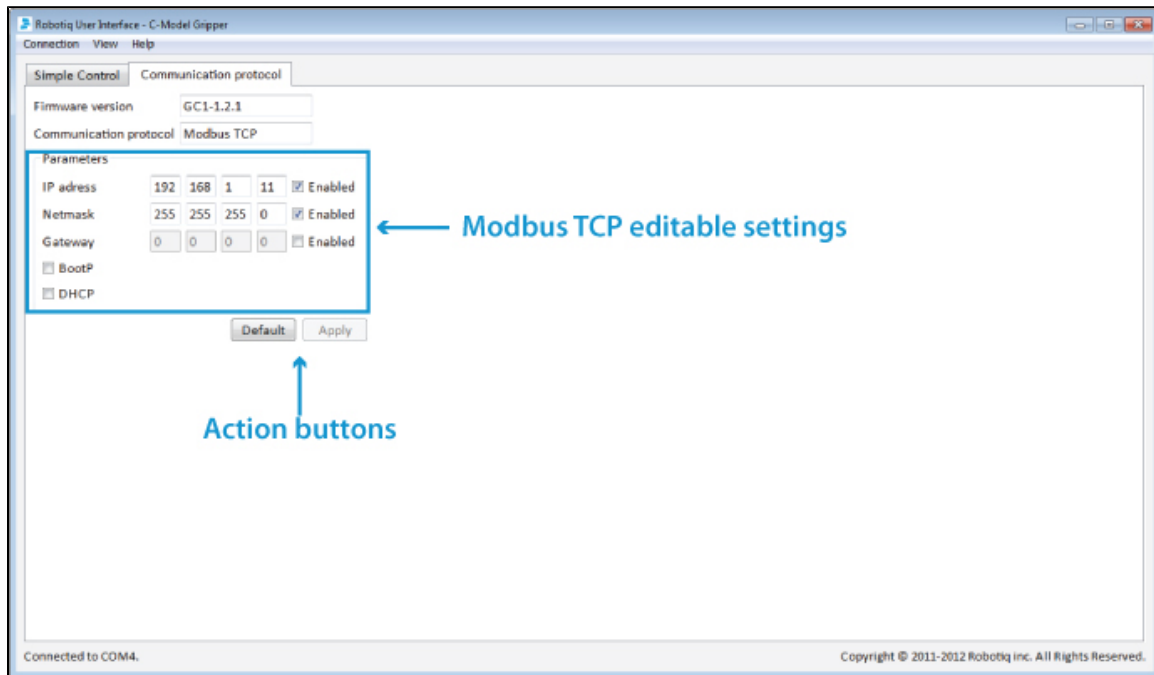 Robotiq User Interface - C-Model Gripper
Connection View Help
Simple Control Communication protocol
Firmware version GC1-1.2.1
Communication protocol Modbus TCP
Parameters
IP adress 192 168 1 11 Enabled
Netmask 255 255 255 0 Enabled
Gateway 0 0 0 0 Enabled
Modbus TCP editable settings
BootP
DHCP
Default Apply
Action buttons
Connected to COM4. Copyright © 2011-2012 Robotiq inc. All Rights Reserved.